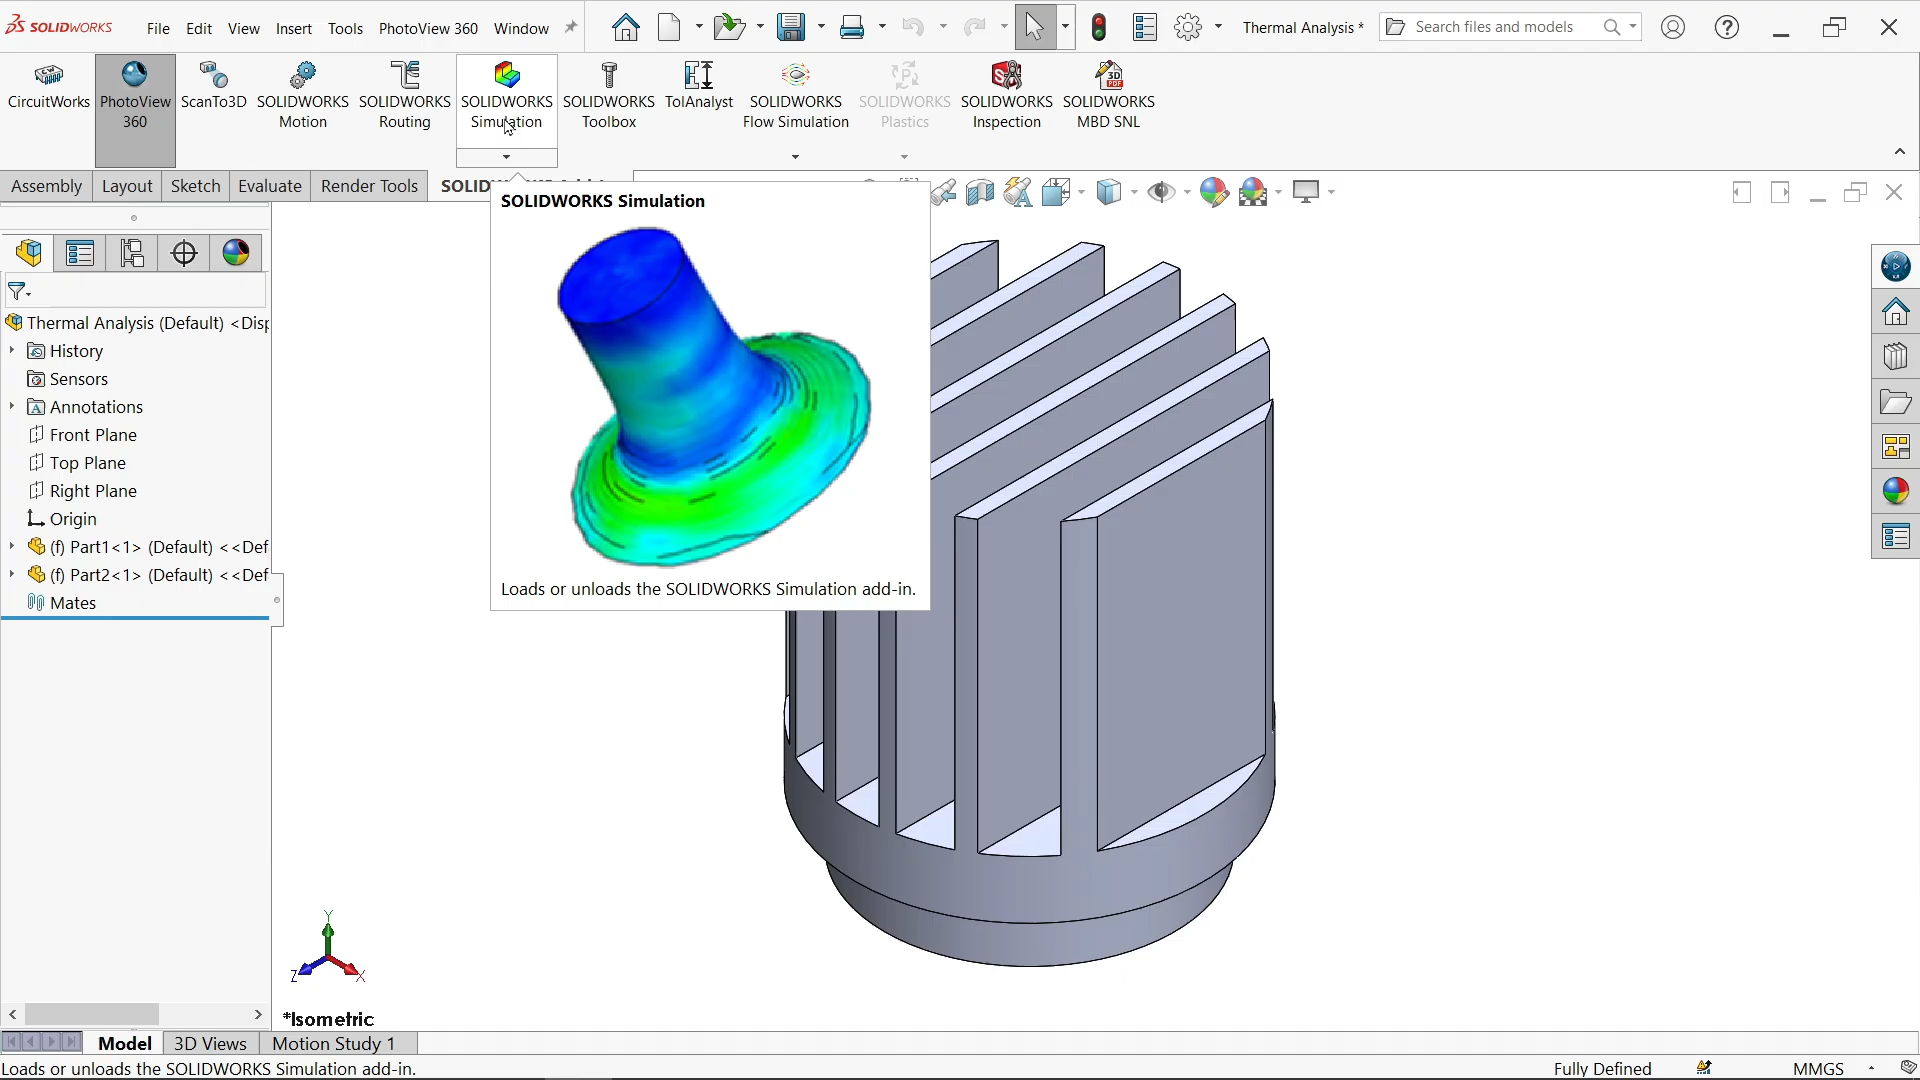 SOLIDWORKS File Edit View Insert Tools PhotoView 360 Window Thermal Analysis * Search files and models
CircuitWorks
PhotoView 360
ScanTo3D
SOLIDWORKS Motion
SOLIDWORKS Routing
SOLIDWORKS Simulation
SOLIDWORKS Toolbox
TolAnalyst
SOLIDWORKS Flow Simulation
SOLIDWORKS Plastics
SOLIDWORKS Inspection
SOLIDWORKS MBD SNL
Assembly Layout Sketch Evaluate Render Tools SOLID
SOLIDWORKS Simulation
Loads or unloads the SOLIDWORKS Simulation add-in.
Thermal Analysis (Default) <Disp
History
Sensors
Annotations
Front Plane
Top Plane
Right Plane
Origin
(f) Part1<1> (Default) <<Def
(f) Part2<1> (Default) <<Def
Mates
Y
Z
X
*Isometric
Model 3D Views Motion Study 1
Loads or unloads the SOLIDWORKS Simulation add-in. Fully Defined MMGS